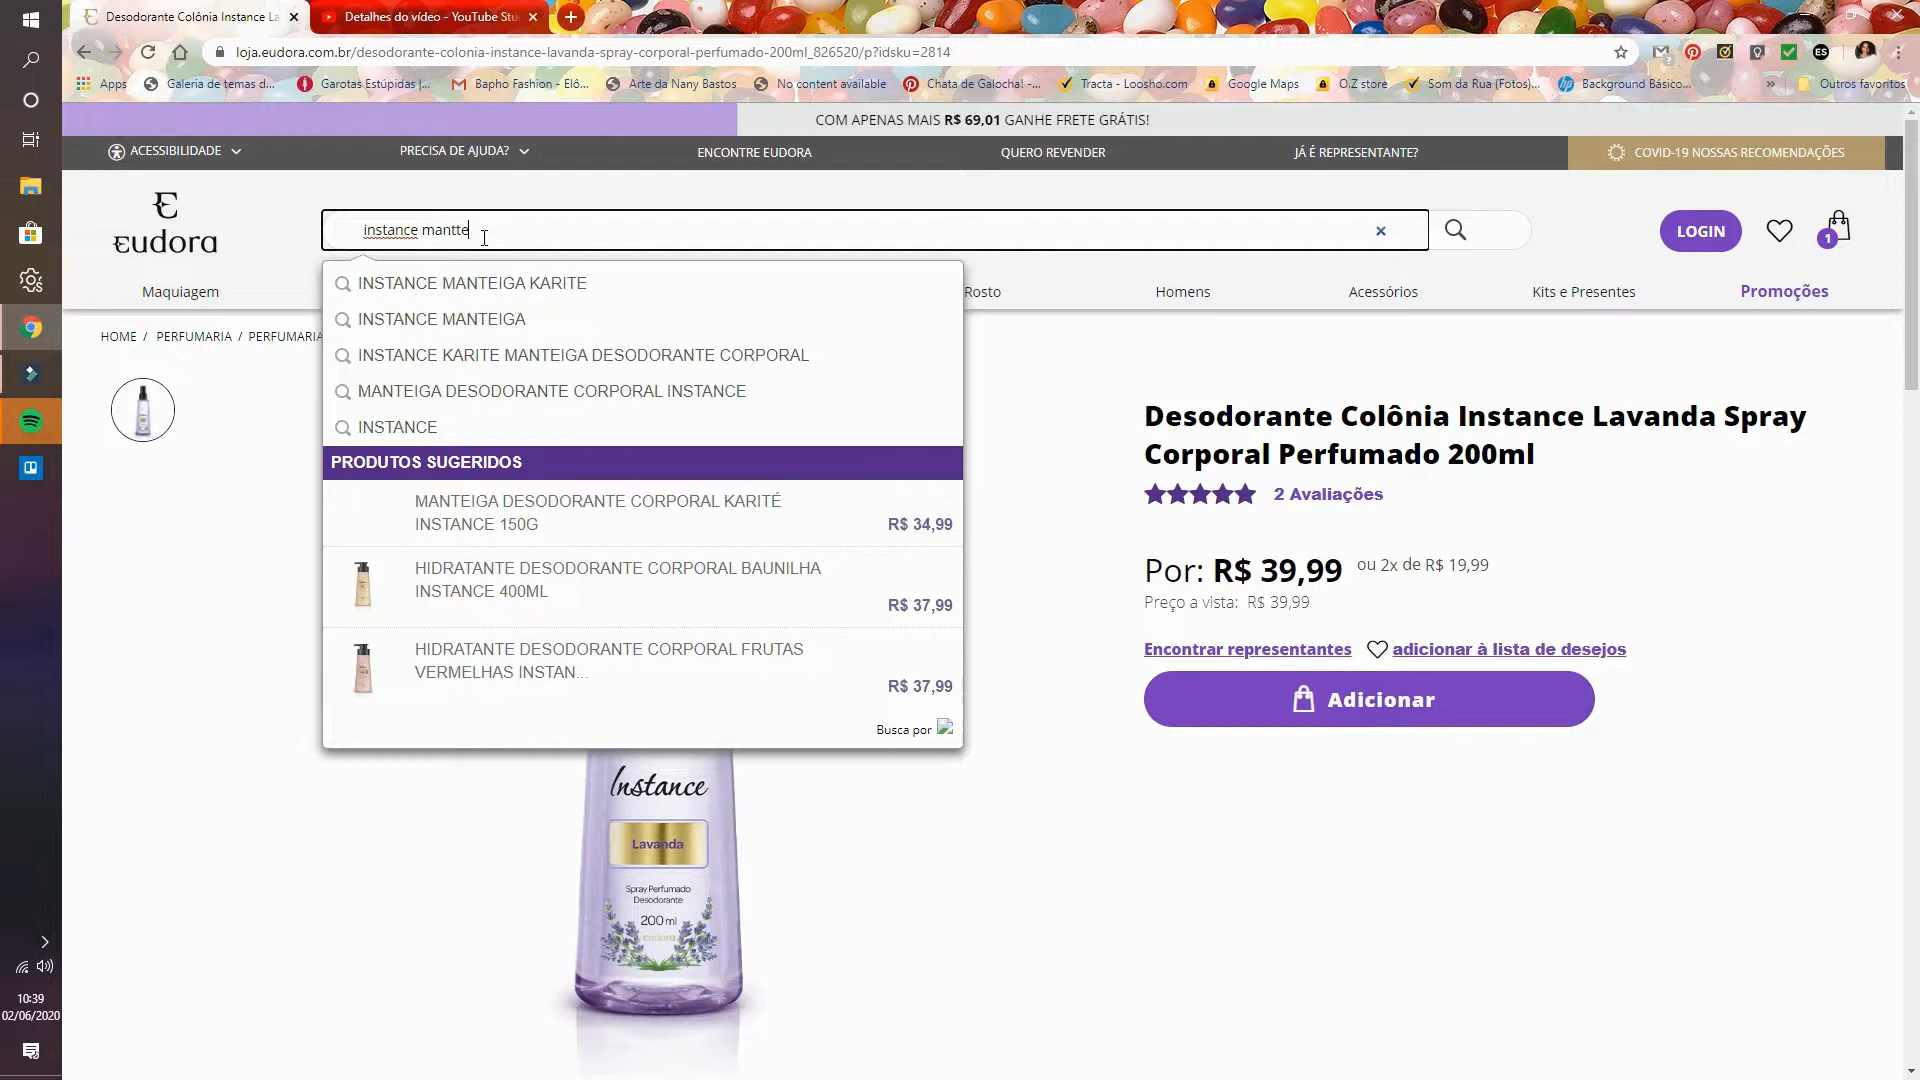 Desodorante Colônia Instance La
Detalhes do vídeo - YouTube Stu
loja.eudora.com.br/desodorante-colonia-instance-lavanda-spray-corporal-perfumado-200ml_826520/p?idsku=2814
Apps
Galeria de temas d...
Garotas Estúpidas |...
Bapho Fashion - Elô...
Arte da Nany Bastos
No content available
Chata de Galocha! -...
Tracta - Loosho.com
Google Maps
O.Z store
Som da Rua (Fotos)...
Background Básico...
»
Outros favoritos
COM APENAS MAIS R$ 69,01 GANHE FRETE GRÁTIS!
ACESSIBILIDADE
PRECISA DE AJUDA?
ENCONTRE EUDORA
QUERO REVENDER
JÁ É REPRESENTANTE?
COVID-19 NOSSAS RECOMENDAÇÕES
eudora
instance mantte
LOGIN
1
Maquiagem
Rosto
Homens
Acessórios
Kits e Presentes
Promoções
HOME / PERFUMARIA / PERFUMARIA
INSTANCE MANTEIGA KARITE
INSTANCE MANTEIGA
INSTANCE KARITE MANTEIGA DESODORANTE CORPORAL
MANTEIGA DESODORANTE CORPORAL INSTANCE
INSTANCE
PRODUTOS SUGERIDOS
MANTEIGA DESODORANTE CORPORAL KARITÉ
INSTANCE 150G
R$ 34,99
HIDRATANTE DESODORANTE CORPORAL BAUNILHA
INSTANCE 400ML
R$ 37,99
HIDRATANTE DESODORANTE CORPORAL FRUTAS
VERMELHAS INSTAN...
R$ 37,99
Busca por
Desodorante Colônia Instance Lavanda Spray
Corporal Perfumado 200ml
2 Avaliações
Por: R$ 39,99 ou 2x de R$ 19,99
Preço a vista: R$ 39,99
Encontrar representantes
adicionar à lista de desejos
Adicionar
Instance
Lavanda
Spray Perfumado
Desodorante
200 ml
eudora
10:39
02/06/2020
ES